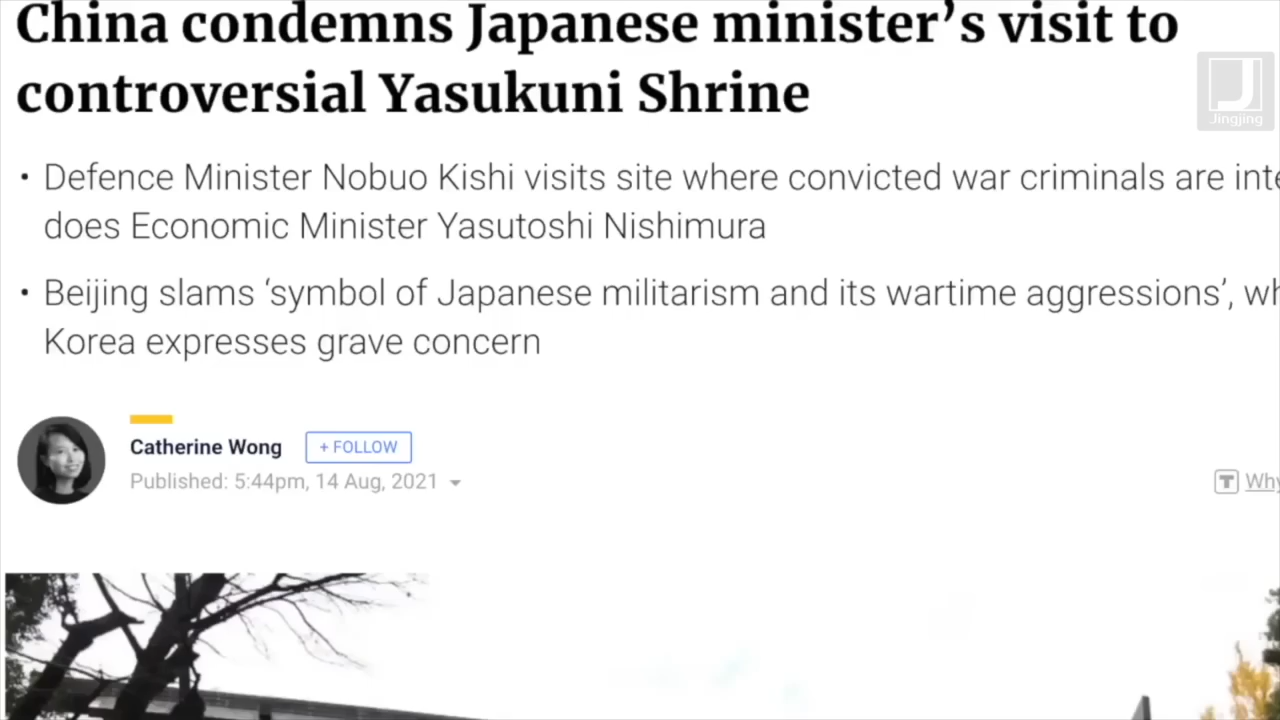 China condemns Japanese minister’s visit to
controversial Yasukuni Shrine
Jingjing
• Defence Minister Nobuo Kishi visits site where convicted war criminals are
does Economic Minister Yasutoshi Nishimura
• Beijing slams ‘symbol of Japanese militarism and its wartime aggressions’,
Korea expresses grave concern
Catherine Wong
+ FOLLOW
Published: 5:44pm, 14 Aug, 2021
Why